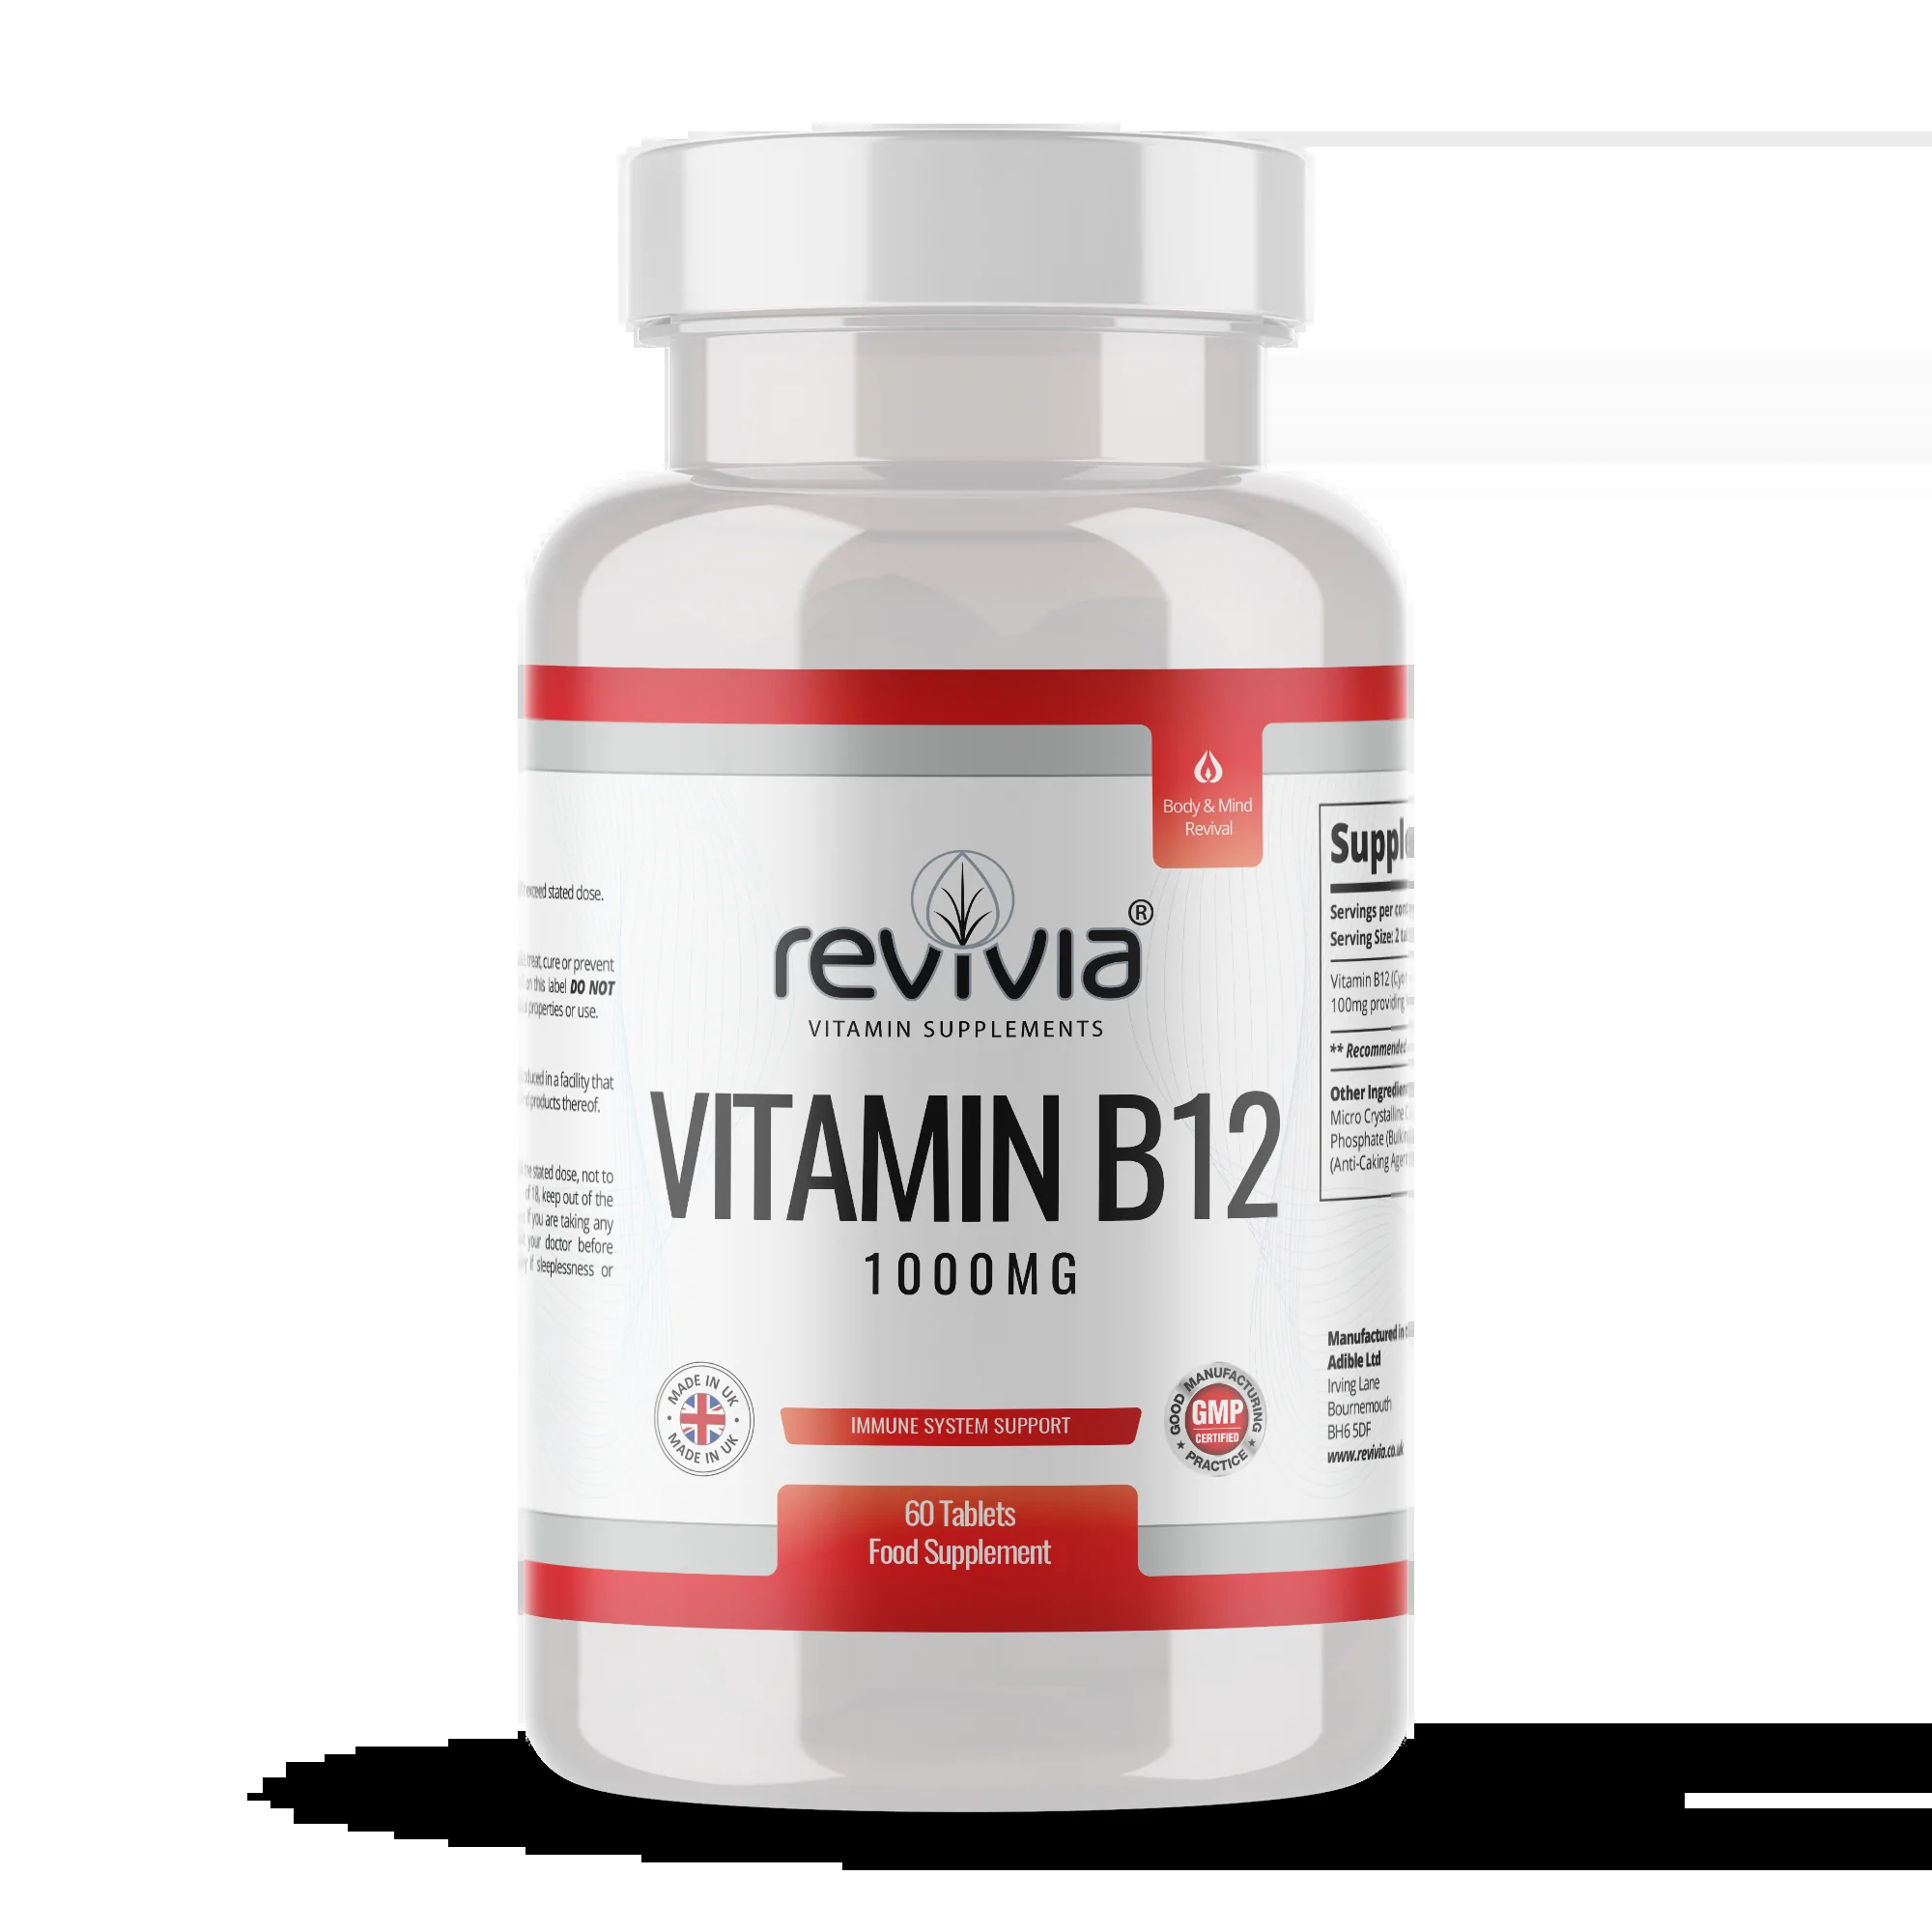 Body & Mind
Revival
revivia®
VITAMIN SUPPLEMENTS
VITAMIN B12
1000MG
MADE IN UK
MADE IN UK
IMMUNE SYSTEM SUPPORT
GOOD MANUFACTURING
GMP
CERTIFIED
PRACTICE
60 Tablets
Food Supplement
exceed stated dose.
treat, cure or prevent
on this label DO NOT
properties or use.
in a facility that
products thereof.
the stated dose, not to
of 18, keep out of the
if you are taking any
your doctor before
if sleeplessness or
Servings per
Serving Size: 2
Vitamin B12
100mg providing
** Recommended
Other
Micro Crystalline
Phosphate
(Anti-Caking
Manufactured in
Adible Ltd
Irving Lane
Bournemouth
BH6 5DF
www.revivia.co.uk